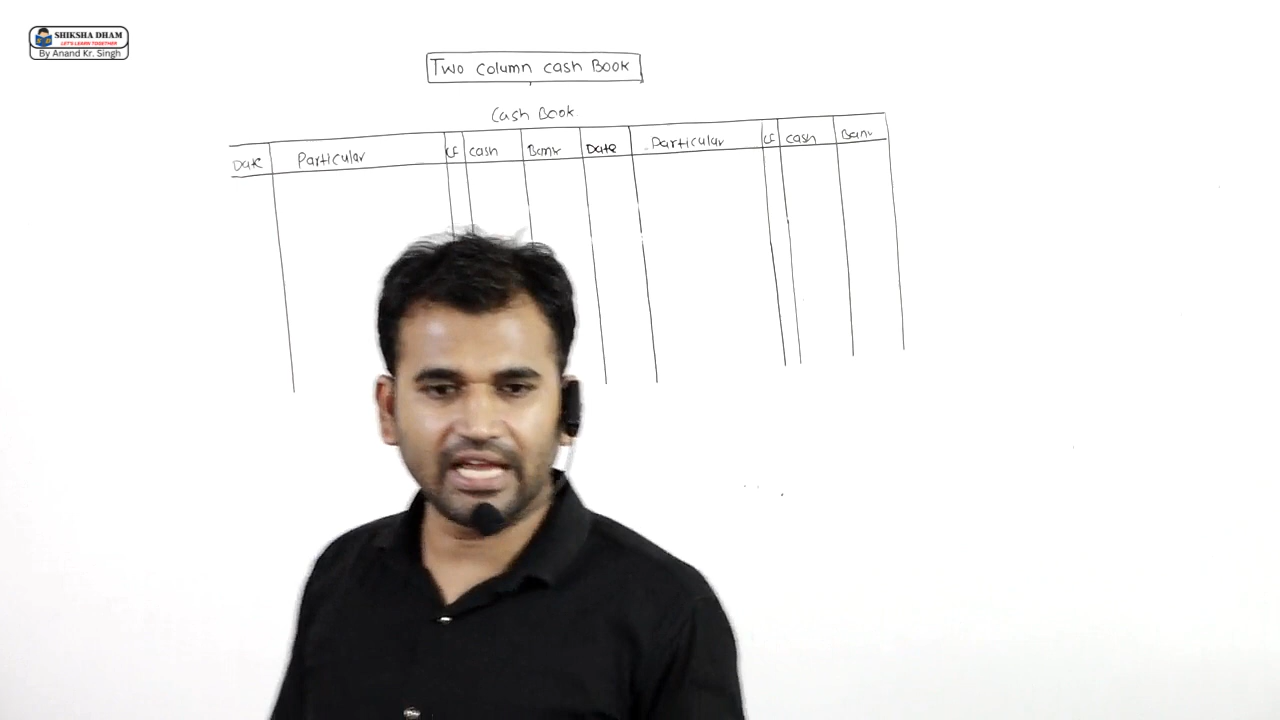 SHIKSHA DHAM
LET'S LEARN TOGETHER
By Anand Kr. Singh
Two column cash Book
Cash Book
Date Particular LF cash Bank Date Particular LF cash Bank